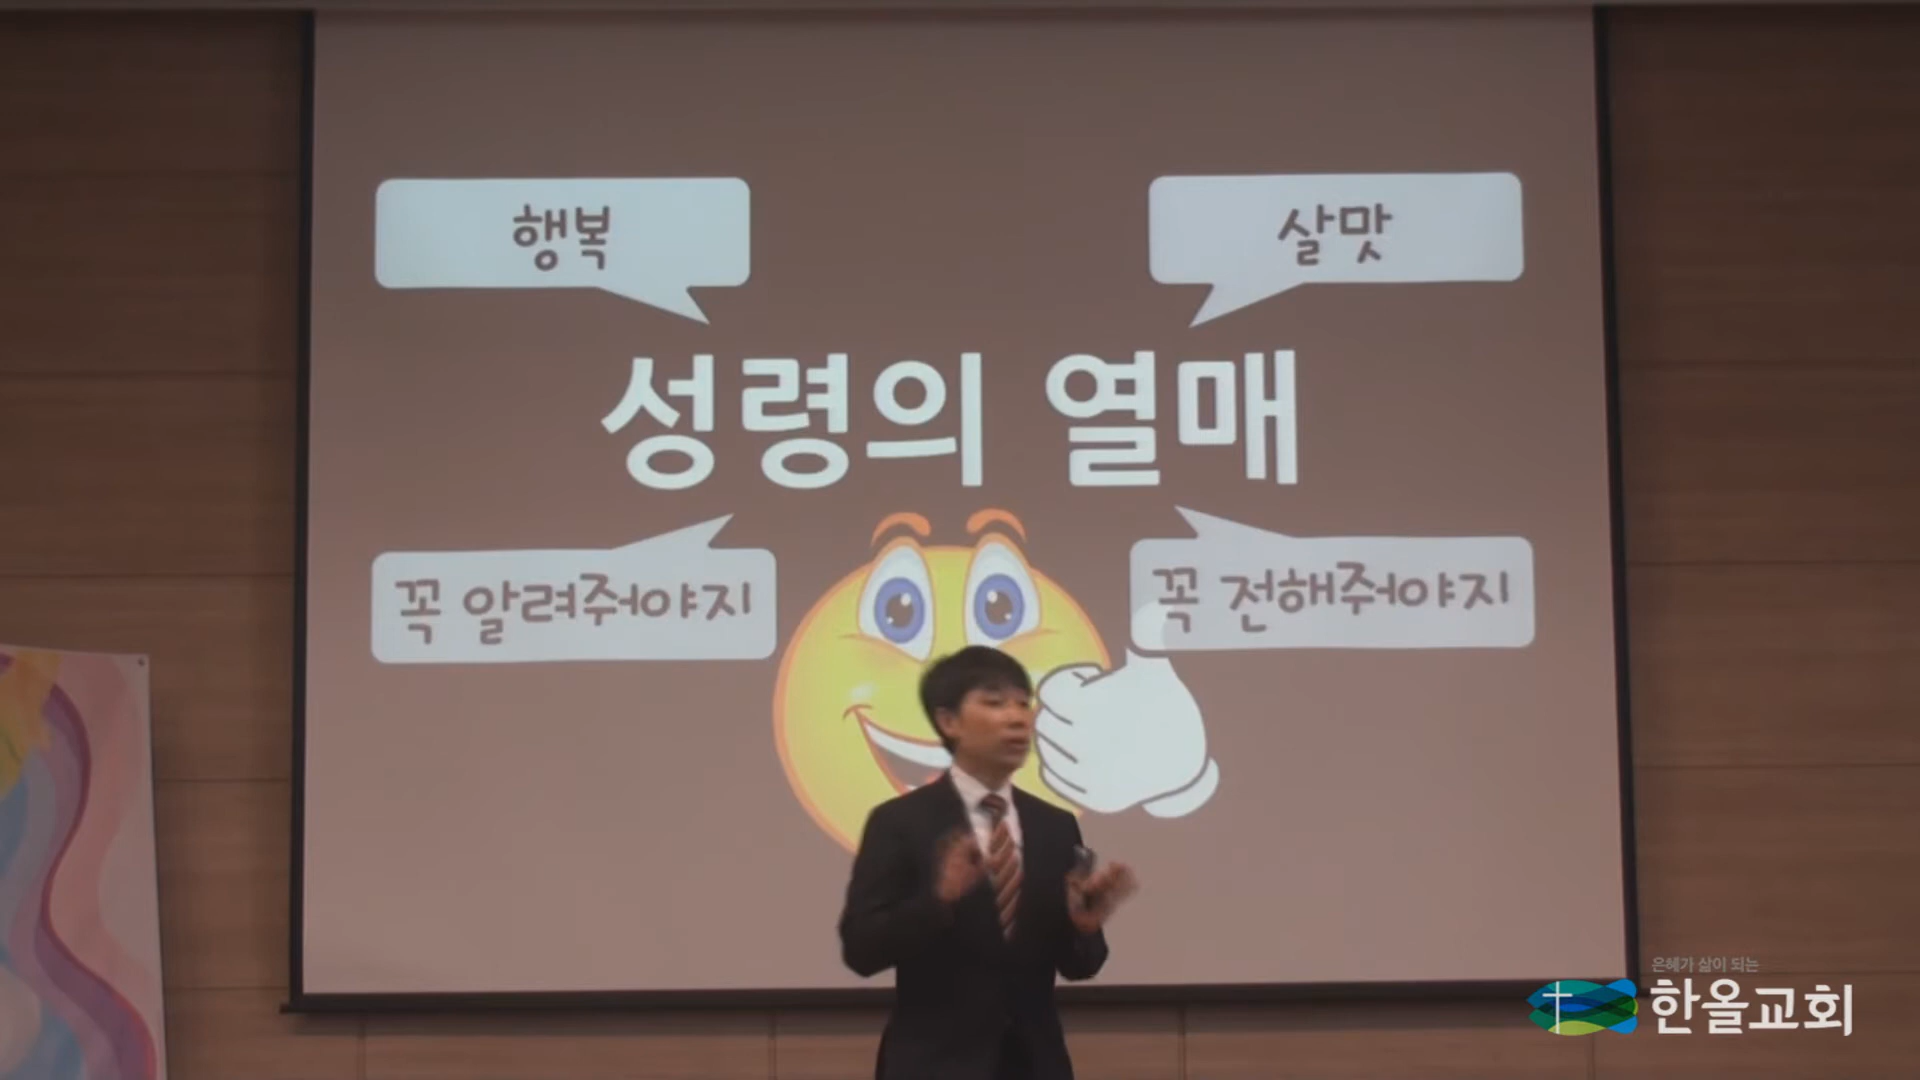 행복
살맛
성령의 열매
꼭 알려줘야지
꼭 전해줘야지
은혜가 삶이 되는
한올교회